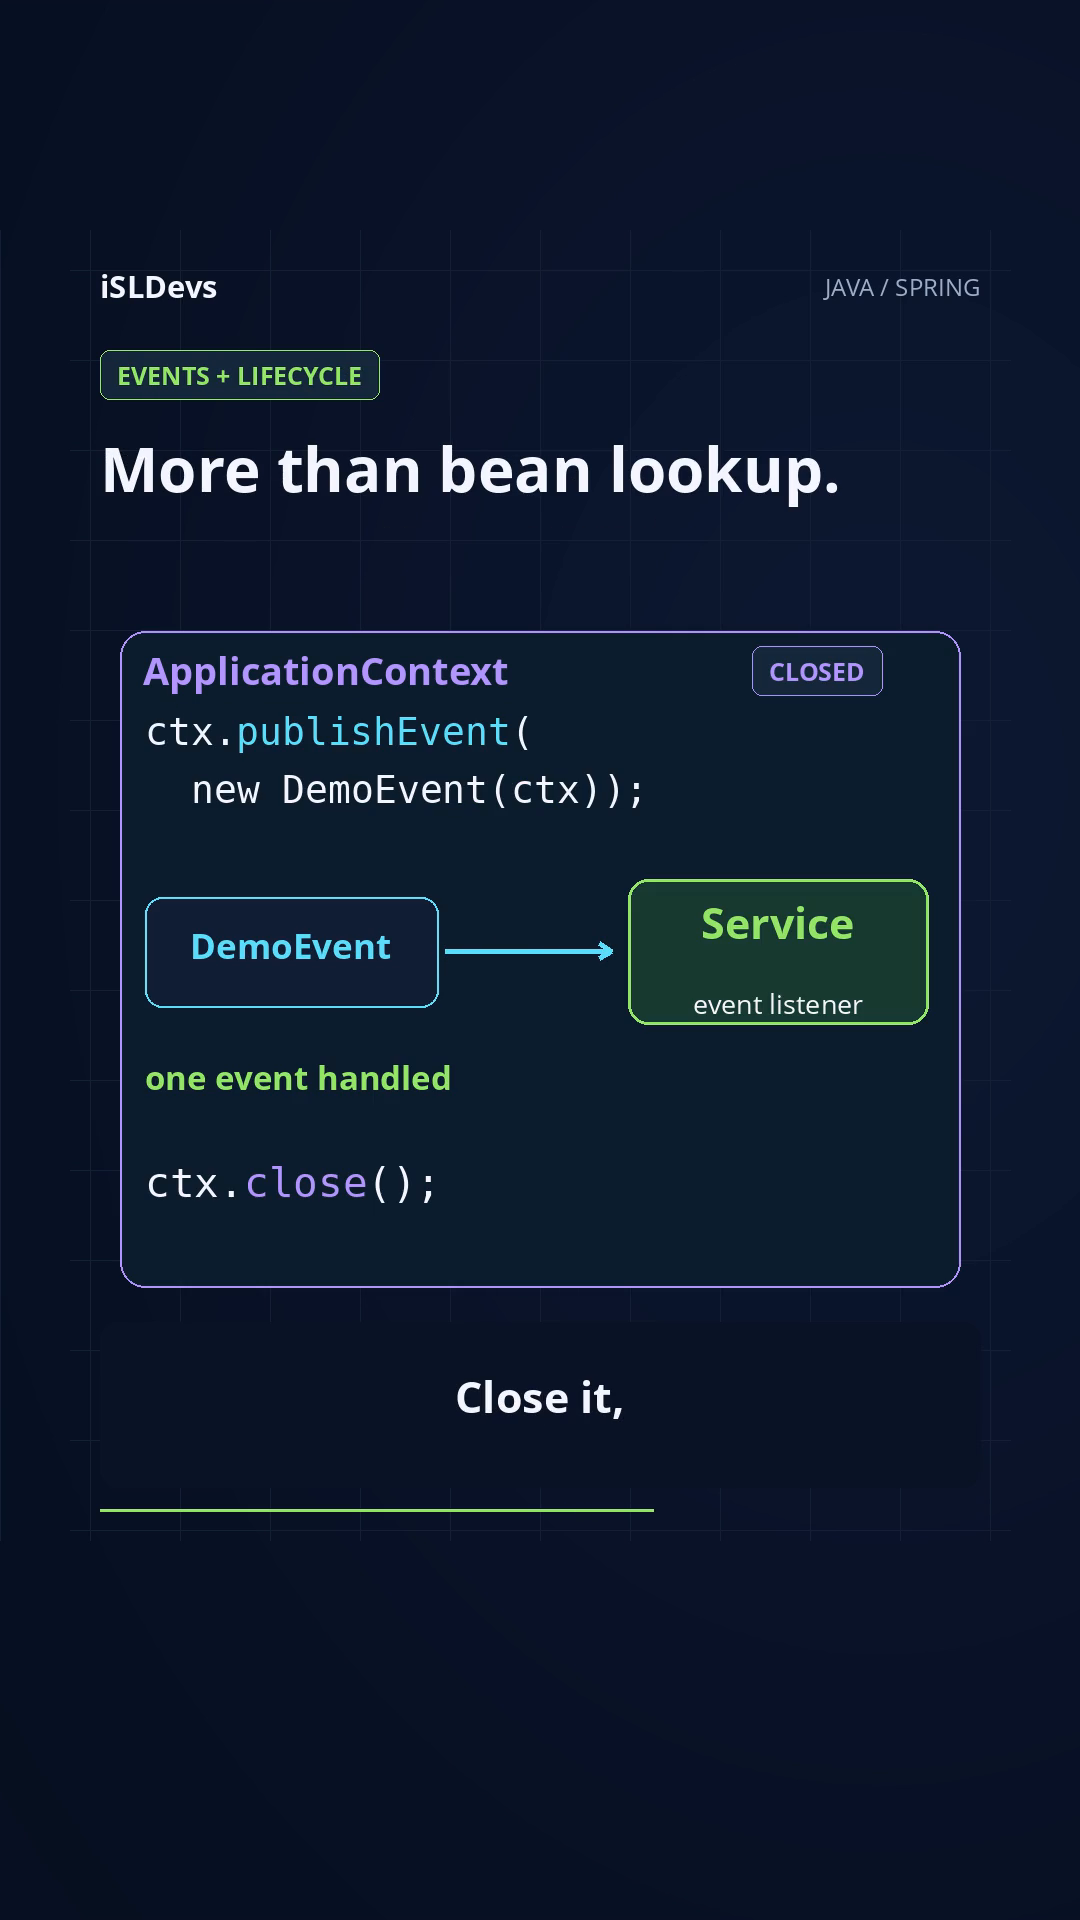 iSLDevs
JAVA / SPRING
EVENTS + LIFECYCLE
More than bean lookup.
ApplicationContext
CLOSED
ctx.publishEvent(
  new DemoEvent(ctx));
DemoEvent
Service
event listener
one event handled
ctx.close();
Close it,